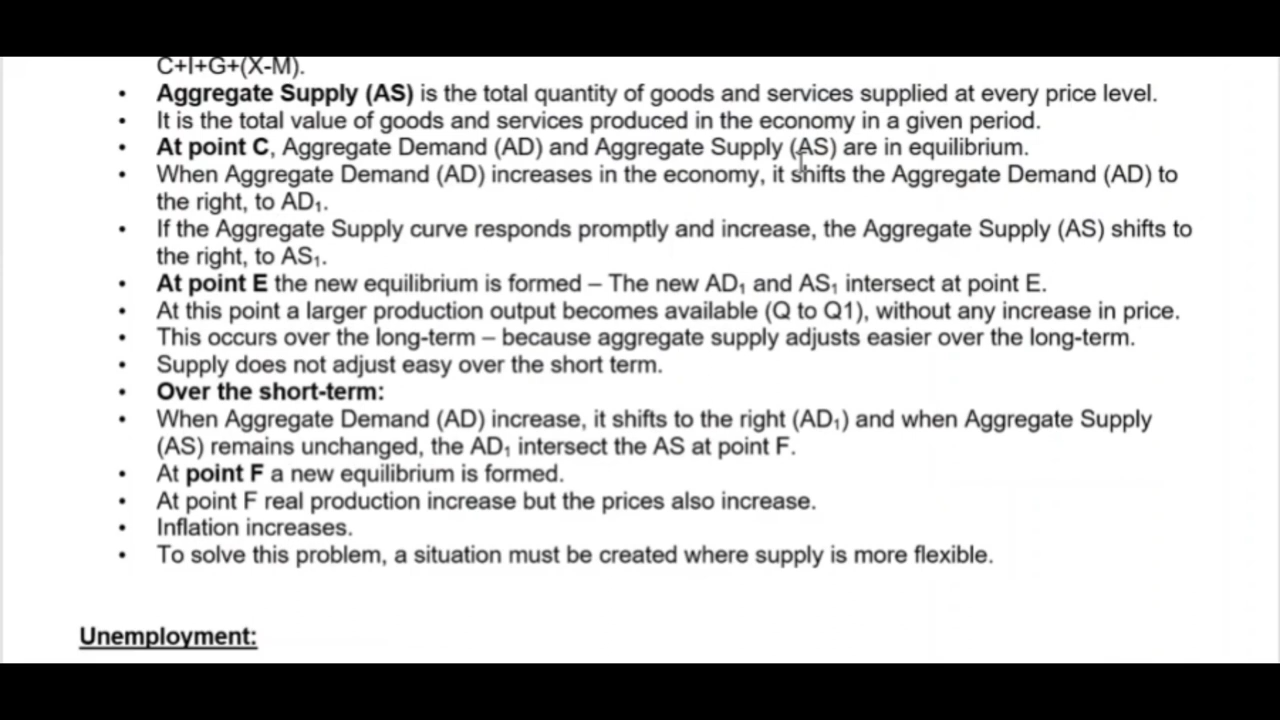 C+I+G+(X-M).
• Aggregate Supply (AS) is the total quantity of goods and services supplied at every price level.
• It is the total value of goods and services produced in the economy in a given period.
• At point C, Aggregate Demand (AD) and Aggregate Supply (AS) are in equilibrium.
• When Aggregate Demand (AD) increases in the economy, it shifts the Aggregate Demand (AD) to
the right, to AD₁.
• If the Aggregate Supply curve responds promptly and increase, the Aggregate Supply (AS) shifts to
the right, to AS₁.
• At point E the new equilibrium is formed – The new AD₁ and AS₁ intersect at point E.
• At this point a larger production output becomes available (Q to Q1), without any increase in price.
• This occurs over the long-term – because aggregate supply adjusts easier over the long-term.
• Supply does not adjust easy over the short term.
• Over the short-term:
• When Aggregate Demand (AD) increase, it shifts to the right (AD₁) and when Aggregate Supply
(AS) remains unchanged, the AD₁ intersect the AS at point F.
• At point F a new equilibrium is formed.
• At point F real production increase but the prices also increase.
• Inflation increases.
• To solve this problem, a situation must be created where supply is more flexible.
Unemployment: